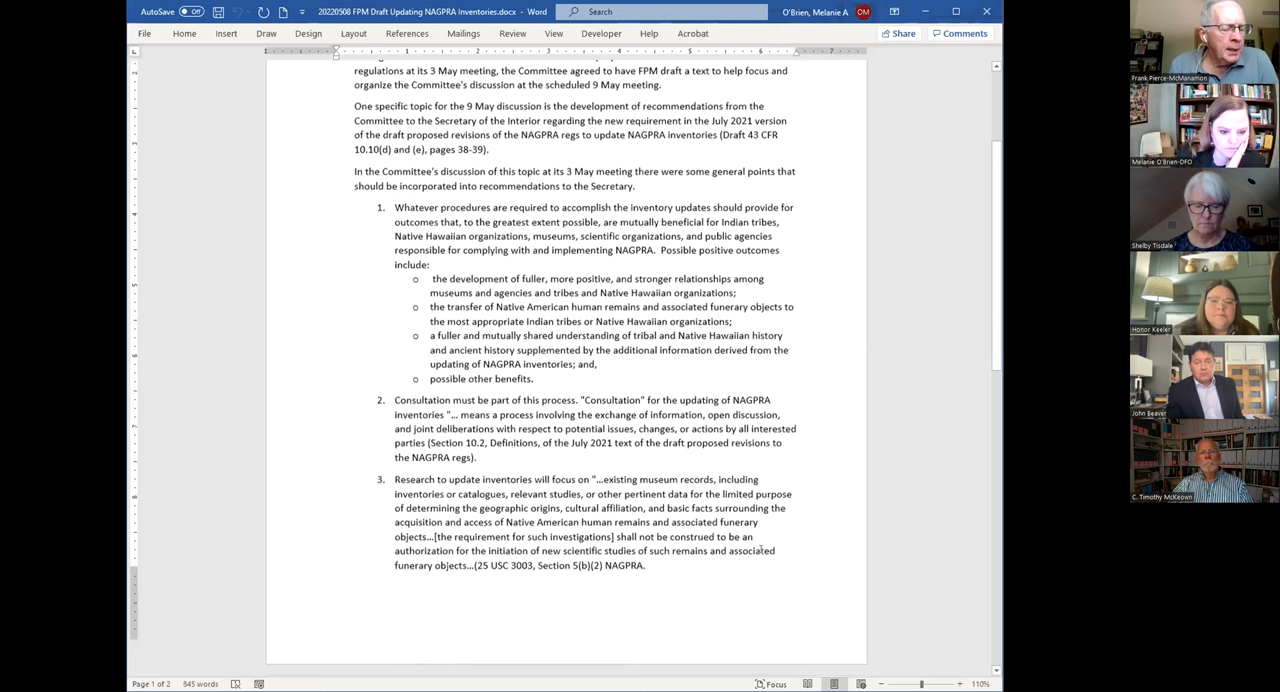 AutoSave Off 20220508 FPM Draft Updating NAGPRA Inventories.docx - Word Search O'Brien, Melanie A OM
File Home Insert Draw Design Layout References Mailings Review View Developer Help Acrobat Share Comments
regulations at its 3 May meeting, the Committee agreed to have FPM draft a text to help focus and
organize the Committee's discussion at the scheduled 9 May meeting.
One specific topic for the 9 May discussion is the development of recommendations from the
Committee to the Secretary of the Interior regarding the new requirement in the July 2021 version
of the draft proposed revisions of the NAGPRA regs to update NAGPRA inventories (Draft 43 CFR
10.10(d) and (e), pages 38-39).
In the Committee's discussion of this topic at its 3 May meeting there were some general points that
should be incorporated into recommendations to the Secretary.
1. Whatever procedures are required to accomplish the inventory updates should provide for
outcomes that, to the greatest extent possible, are mutually beneficial for Indian tribes,
Native Hawaiian organizations, museums, scientific organizations, and public agencies
responsible for complying with and implementing NAGPRA. Possible positive outcomes
include:
o the development of fuller, more positive, and stronger relationships among
museums and agencies and tribes and Native Hawaiian organizations;
o the transfer of Native American human remains and associated funerary objects to
the most appropriate Indian tribes or Native Hawaiian organizations;
o a fuller and mutually shared understanding of tribal and Native Hawaiian history
and ancient history supplemented by the additional information derived from the
updating of NAGPRA inventories; and,
o possible other benefits.
2. Consultation must be part of this process. "Consultation" for the updating of NAGPRA
inventories "... means a process involving the exchange of information, open discussion,
and joint deliberations with respect to potential issues, changes, or actions by all interested
parties (Section 10.2, Definitions, of the July 2021 text of the draft proposed revisions to
the NAGPRA regs).
3. Research to update inventories will focus on "...existing museum records, including
inventories or catalogues, relevant studies, or other pertinent data for the limited purpose
of determining the geographic origins, cultural affiliation, and basic facts surrounding the
acquisition and access of Native American human remains and associated funerary
objects...[the requirement for such investigations] shall not be construed to be an
authorization for the initiation of new scientific studies of such remains and associated
funerary objects...(25 USC 3003, Section 5(b)(2) NAGPRA.
Page 1 of 2 845 words Focus 110%
Frank Pierce-McManamon
Melanie O'Brien-DFO
Shelby Tisdale
Honor Keeler
John Beaver
C. Timothy McKeown